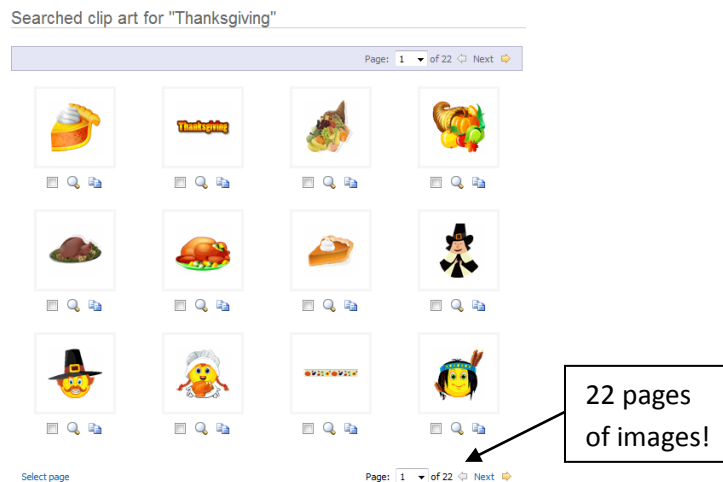 Searched clip art for "Thanksgiving"
Page: 1 of 22 Next
Thanksgiving
Select page
Page: 1 of 22 Next
22 pages
of images!